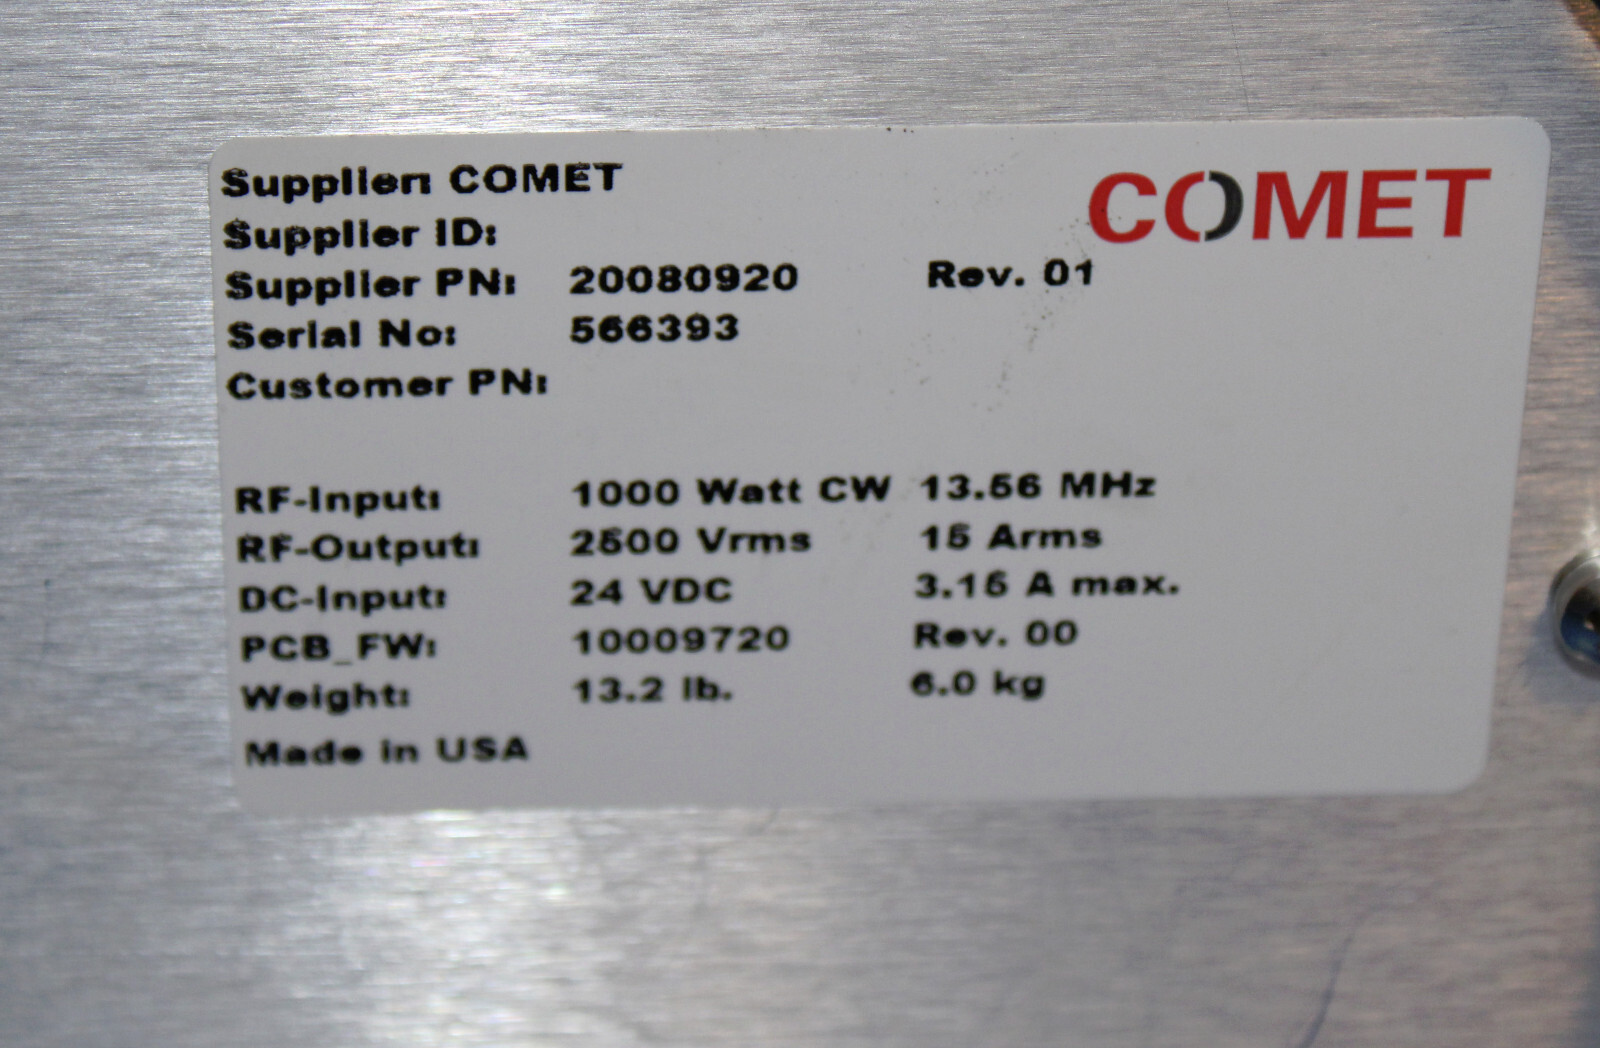 Supplier: COMET
COMET
Supplier ID:
Supplier PN: 20080920 Rev. 01
Serial No: 566393
Customer PN:
RF-Input: 1000 Watt CW 13.56 MHz
RF-Output: 2500 Vrms 15 Arms
DC-Input: 24 VDC 3.15 A max.
PCB_FW: 10009720 Rev. 00
Weight: 13.2 lb. 6.0 kg
Made in USA